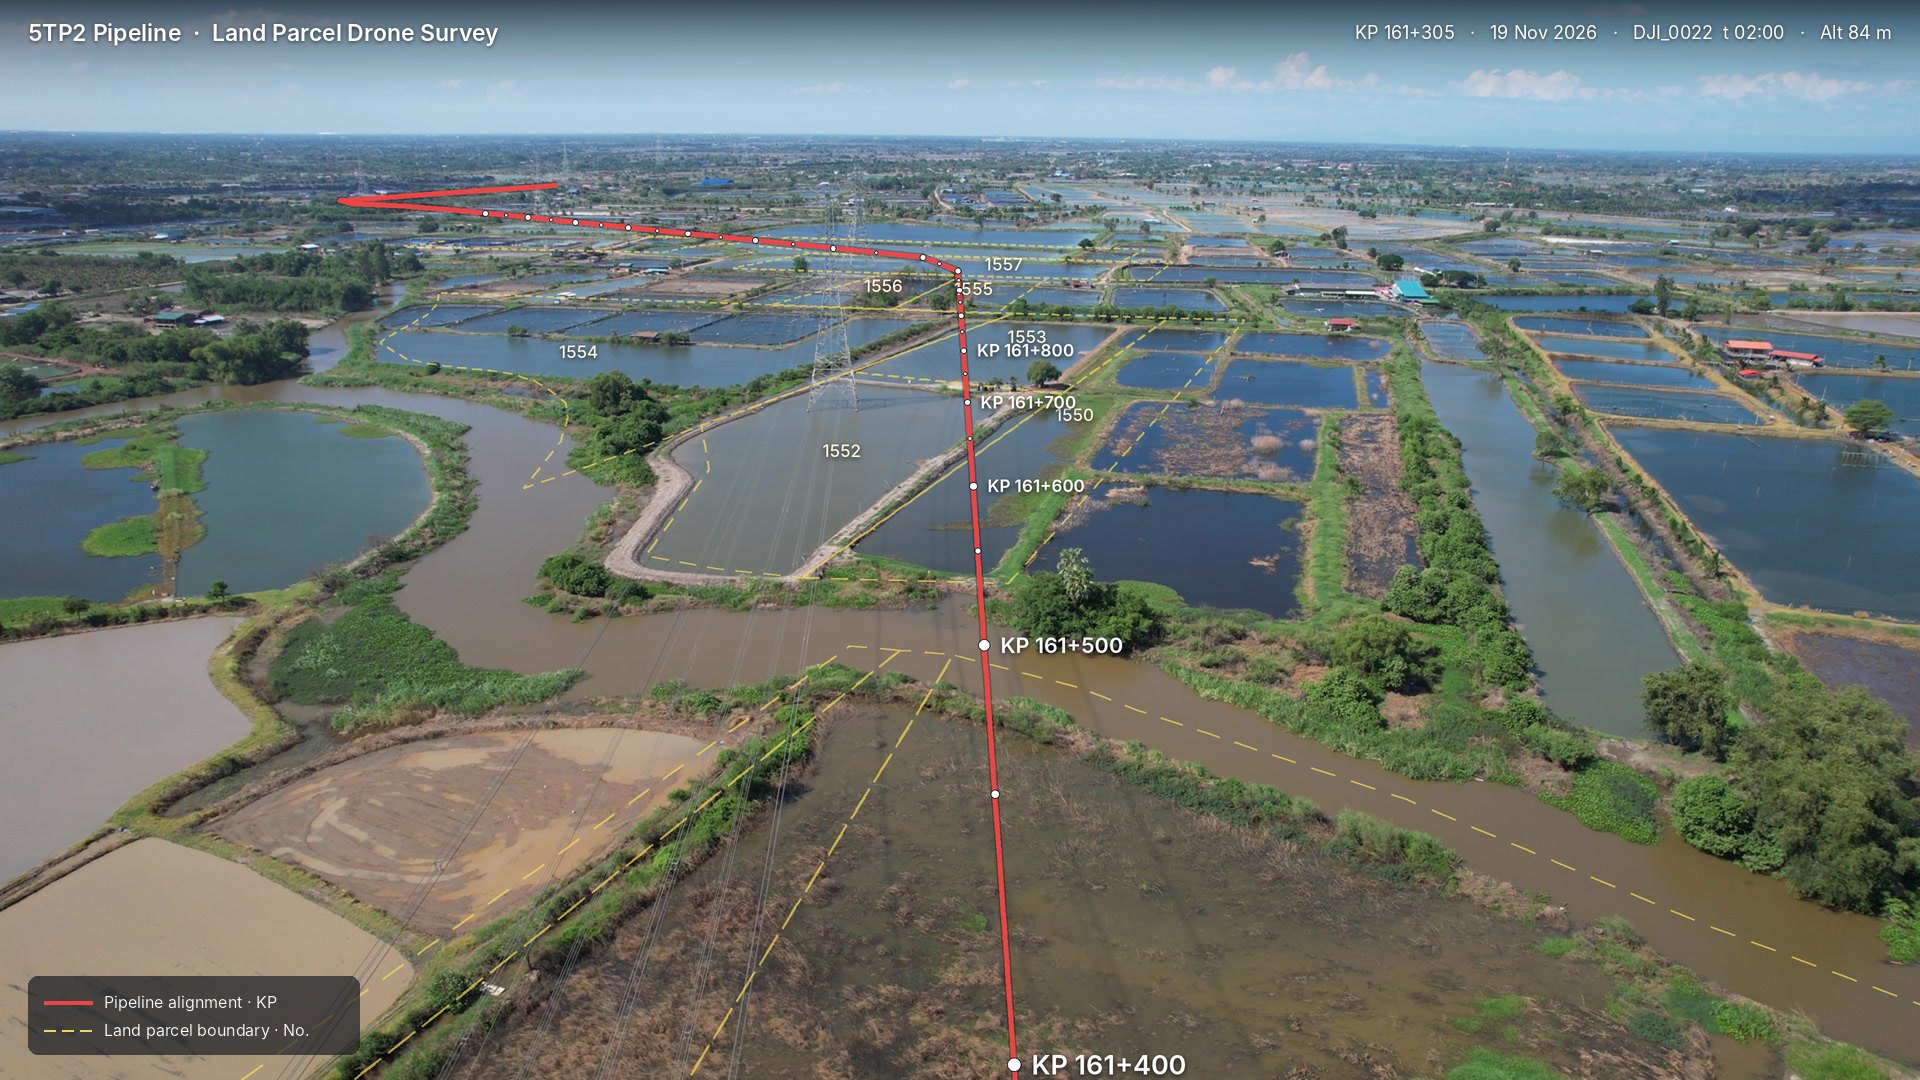 5TP2 Pipeline · Land Parcel Drone Survey
KP 161+305 · 19 Nov 2026 · DJI_0022 t 02:00 · Alt 84 m
1557
1556
1555
1553
1554
KP 161+800
KP 161+700
1550
1552
KP 161+600
KP 161+500
KP 161+400
Pipeline alignment · KP
Land parcel boundary · No.